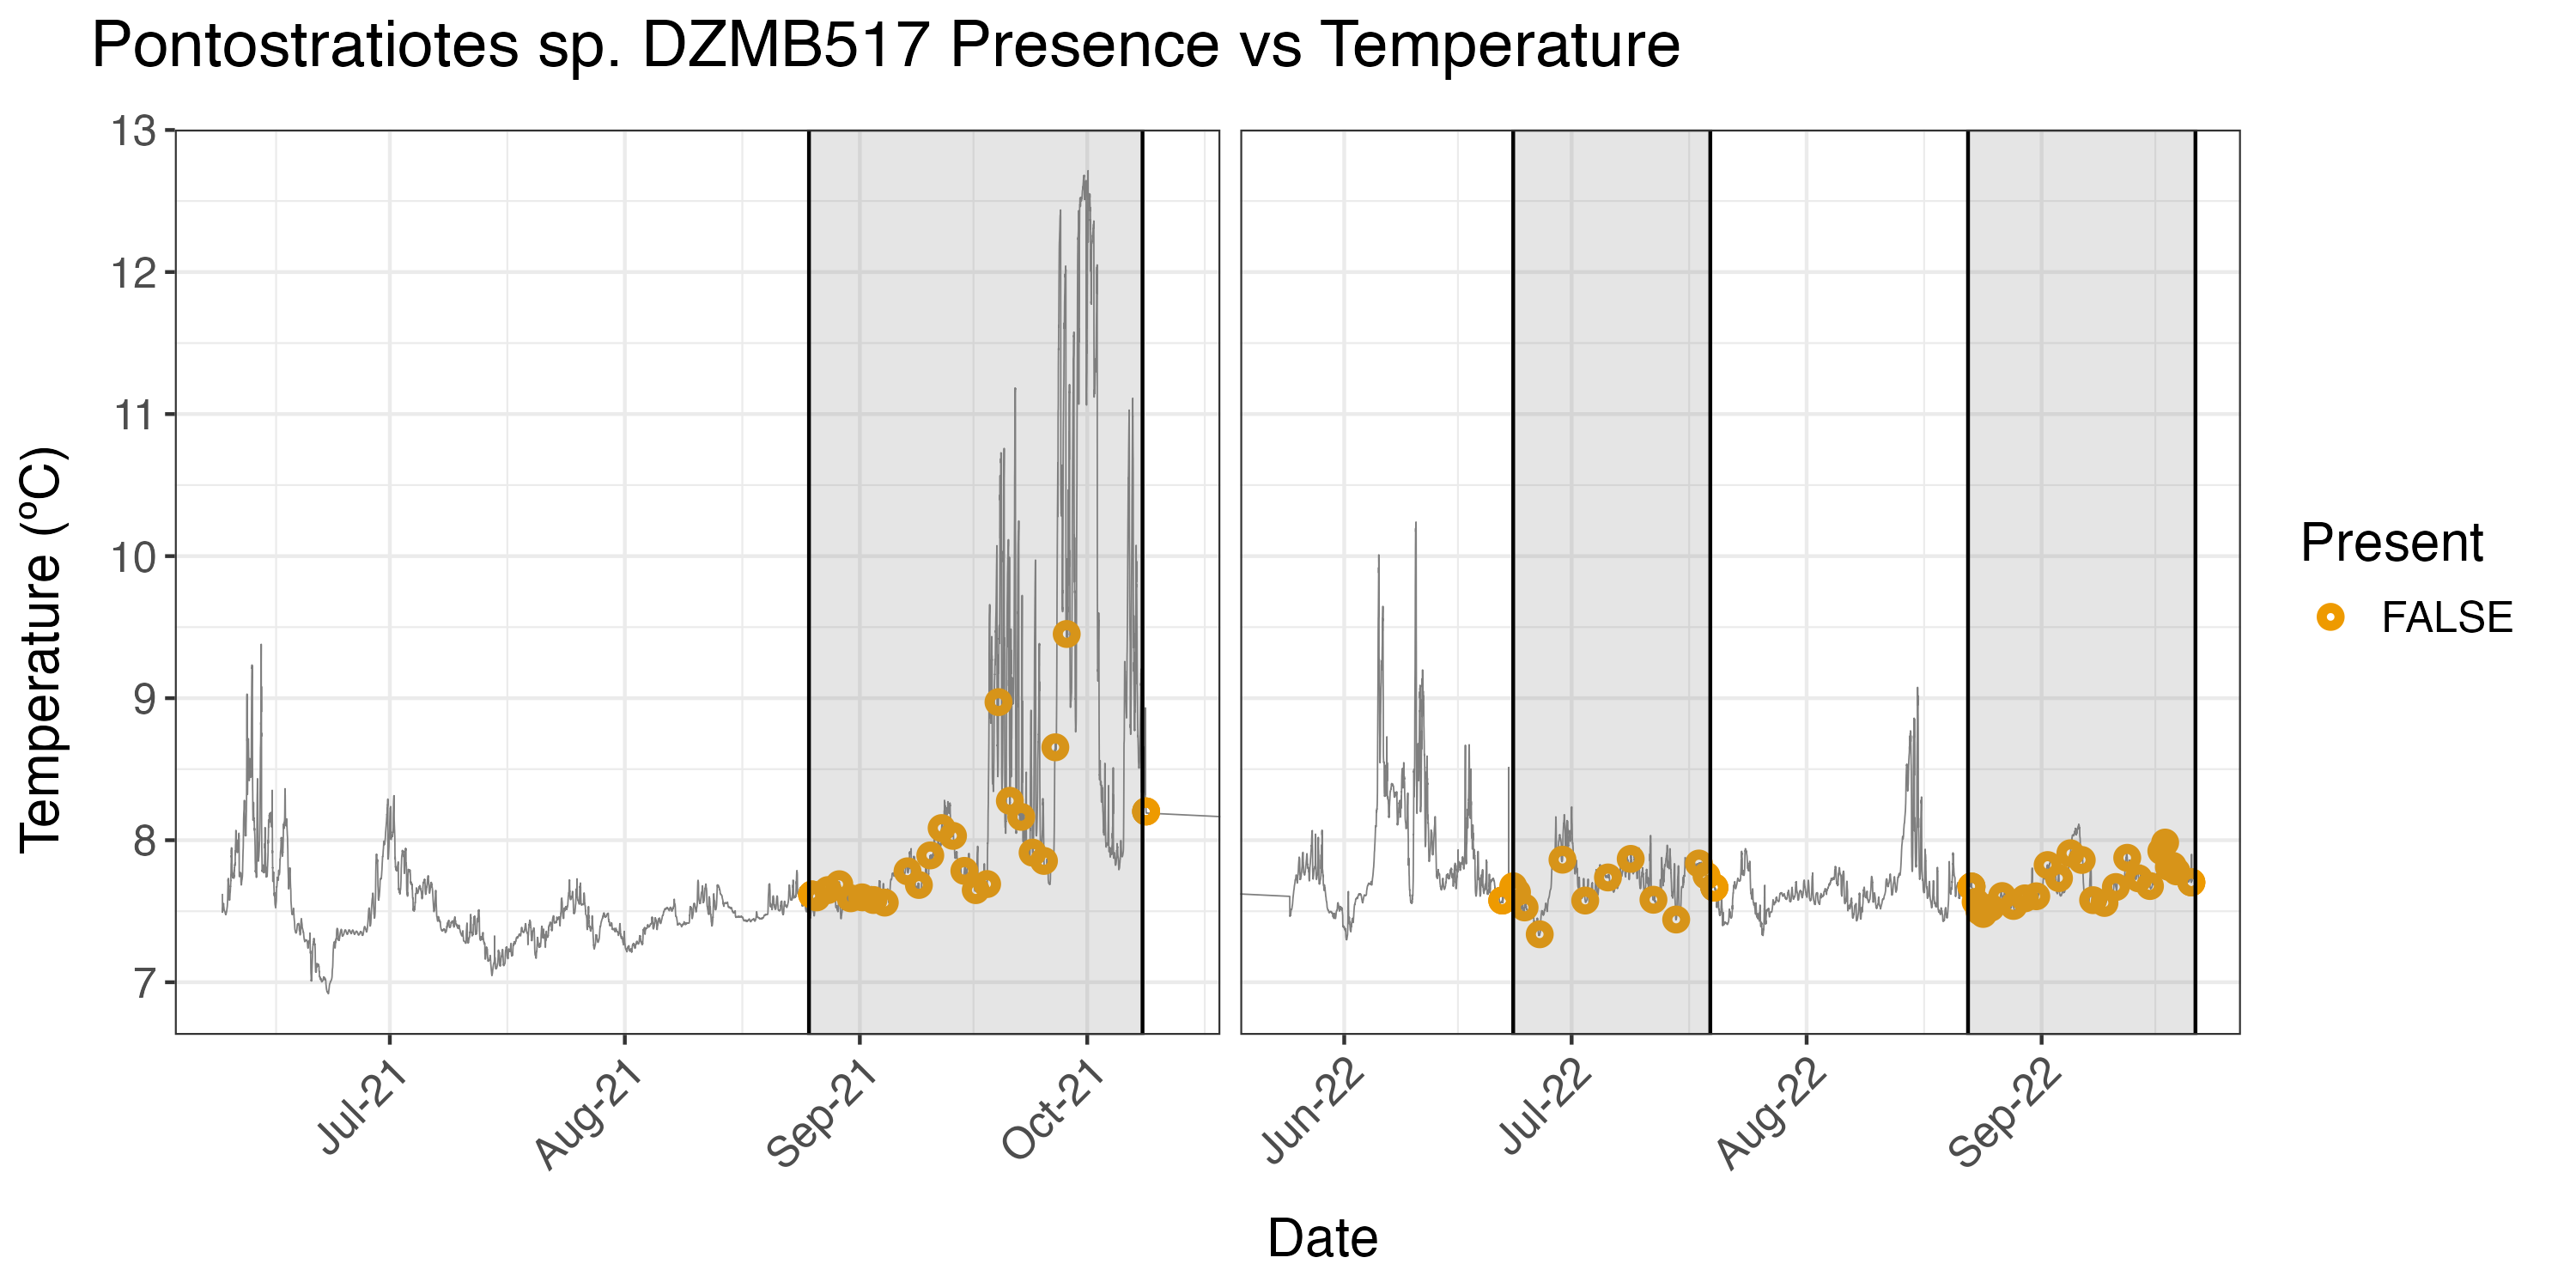 Pontostratiotes sp. DZMB517 Presence vs Temperature
Temperature (ºC)
13
12
11
10
9
8
7
Jul-21
Aug-21
Sep-21
Oct-21
Jun-22
Jul-22
Aug-22
Sep-22
Date
Present
FALSE